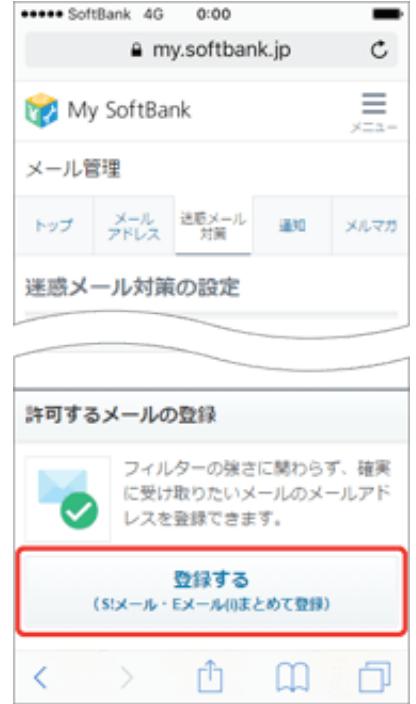 SoftBank 4G 0:00
my.softbank.jp
My SoftBank
メニュー
メール管理
トップ
メール
アドレス
迷惑メール
対策
通知
メルマガ
迷惑メール対策の設定
許可するメールの登録
フィルターの強さに関わらず、確実
に受け取りたいメールのメールアド
レスを登録できます。
登録する
（S!メール・Eメール(i)まとめて登録）